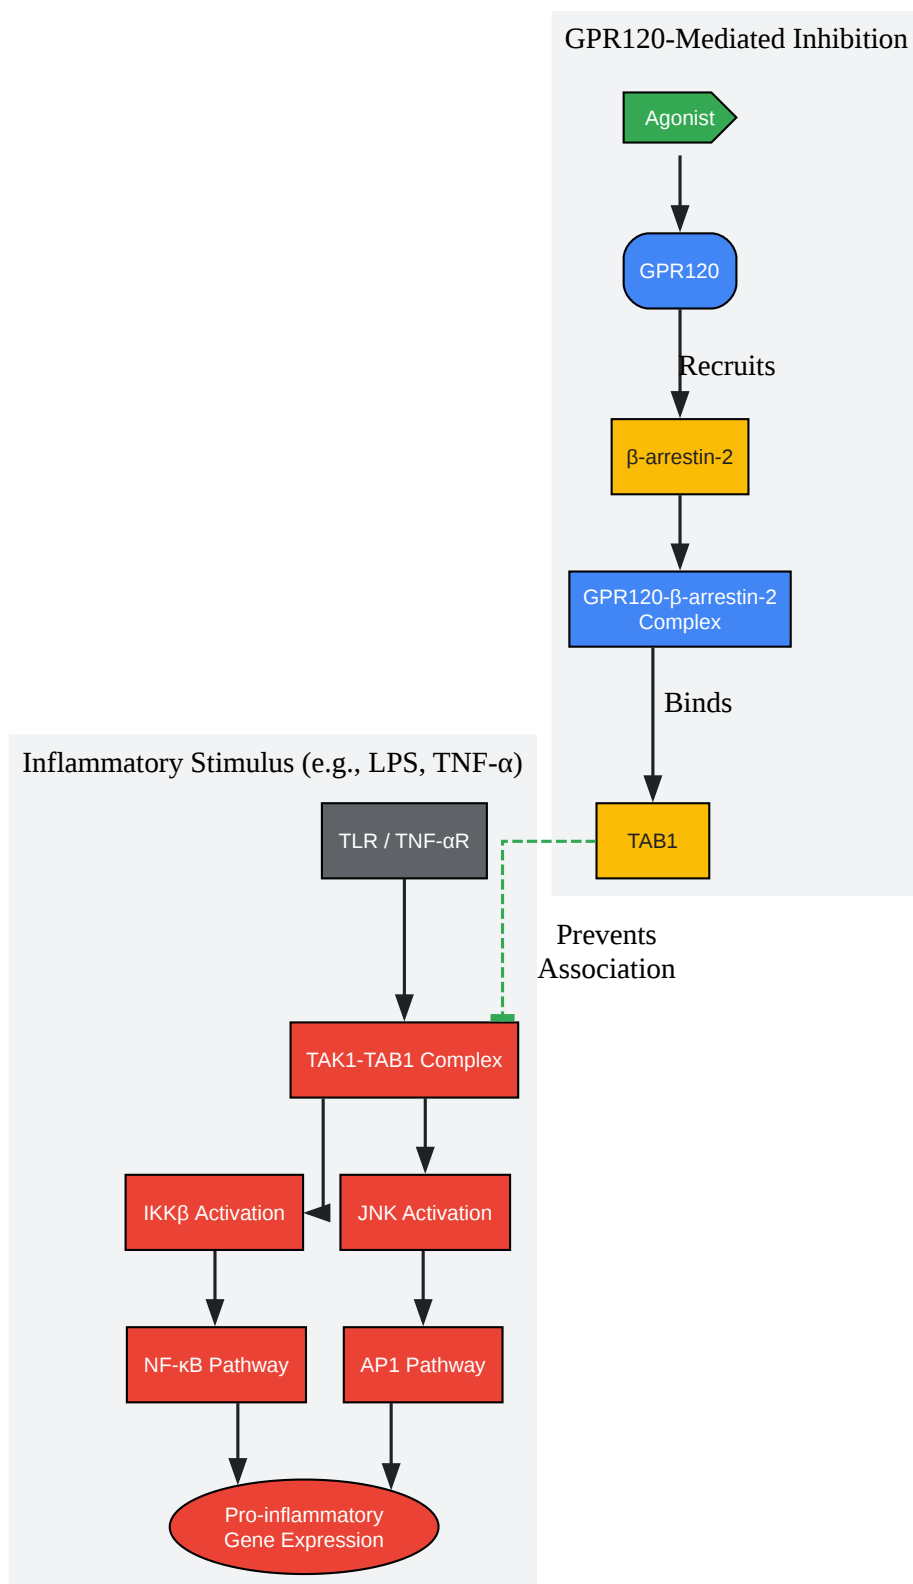 GPR120-Mediated Inhibition
Agonist
GPR120
Recruits
β-arrestin-2
GPR120-β-arrestin-2
Complex
Binds
TAB1
Prevents
Association
Inflammatory Stimulus (e.g., LPS, TNF-α)
TLR / TNF-αR
TAK1-TAB1 Complex
IKKβ Activation
JNK Activation
NF-κB Pathway
AP1 Pathway
Pro-inflammatory
Gene Expression